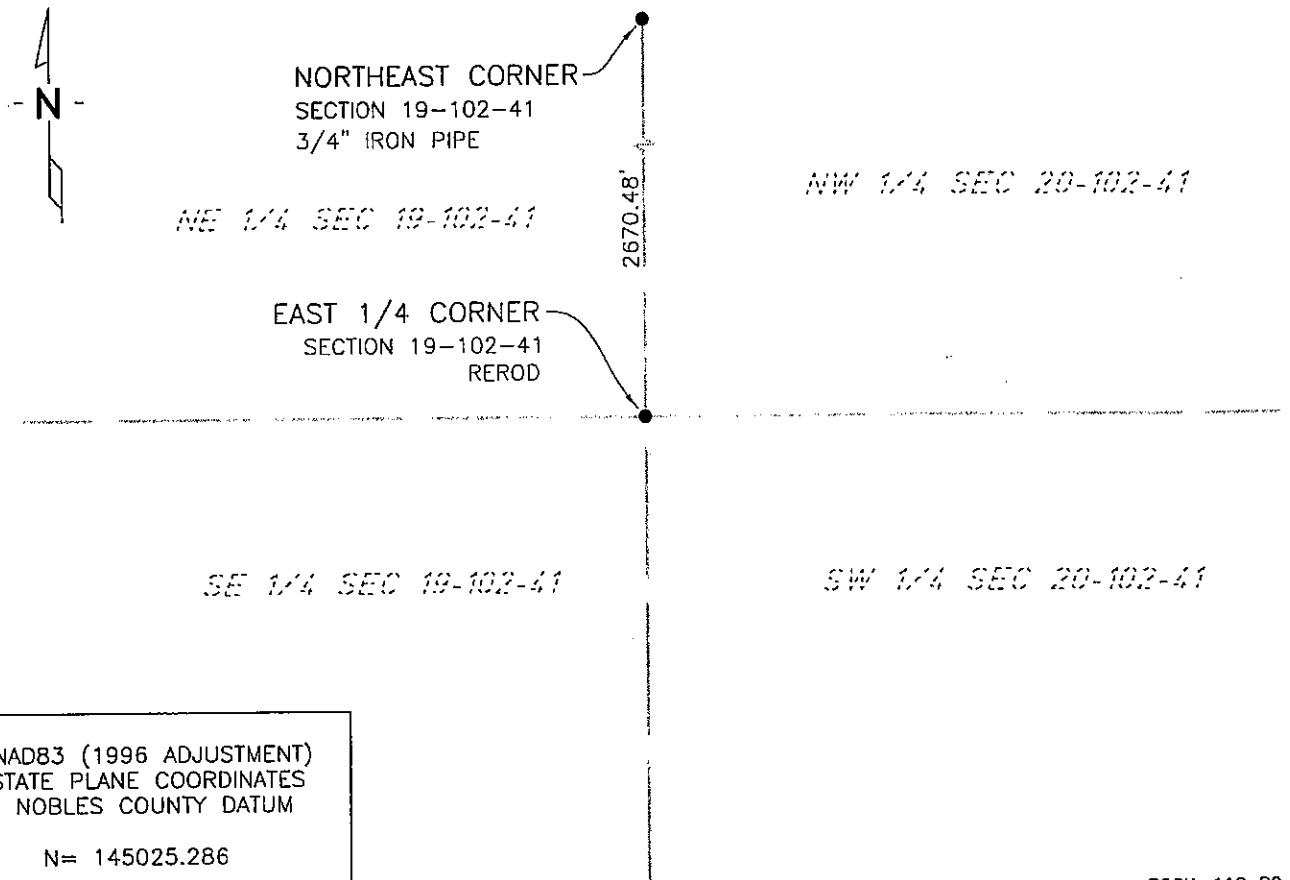 N
NORTHEAST CORNER
SECTION 19-102-41
3/4" IRON PIPE
NW 1/4 SEC 20-102-41
NE 1/4 SEC 19-102-41
2670.48'
EAST 1/4 CORNER
SECTION 19-102-41
REROD
SE 1/4 SEC 19-102-41
SW 1/4 SEC 20-102-41
NAD83 (1996 ADJUSTMENT)
STATE PLANE COORDINATES
NOBLES COUNTY DATUM
N= 145025.286